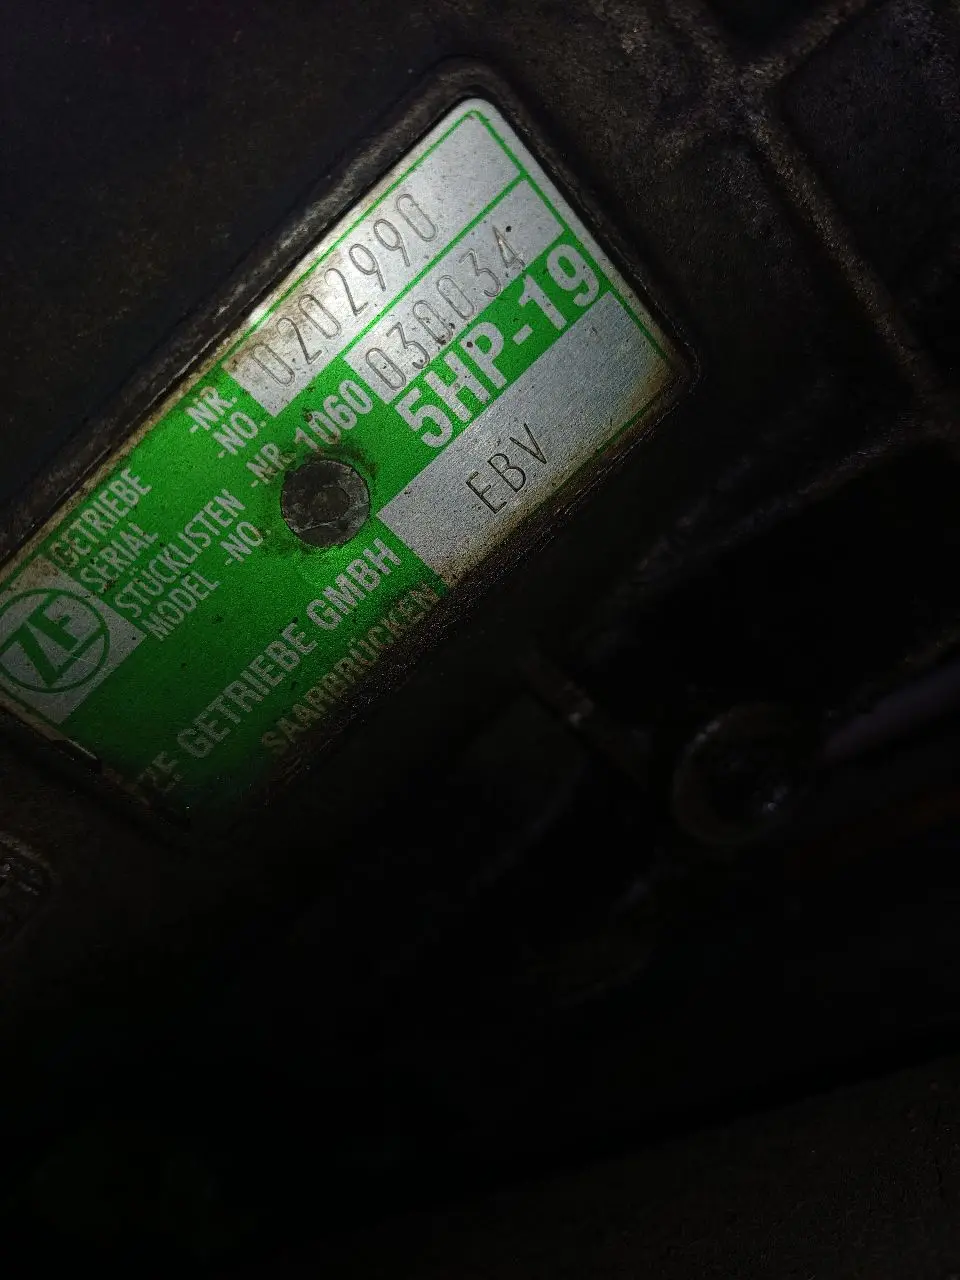 GETRIEBE -NR. 0202990
SERIAL -NO.
STÜCKLISTEN -NR. 1060 030034
MODEL -NO. 5HP-19
ZF
ZF GETRIEBE GMBH EBV
SAARBRÜCKEN